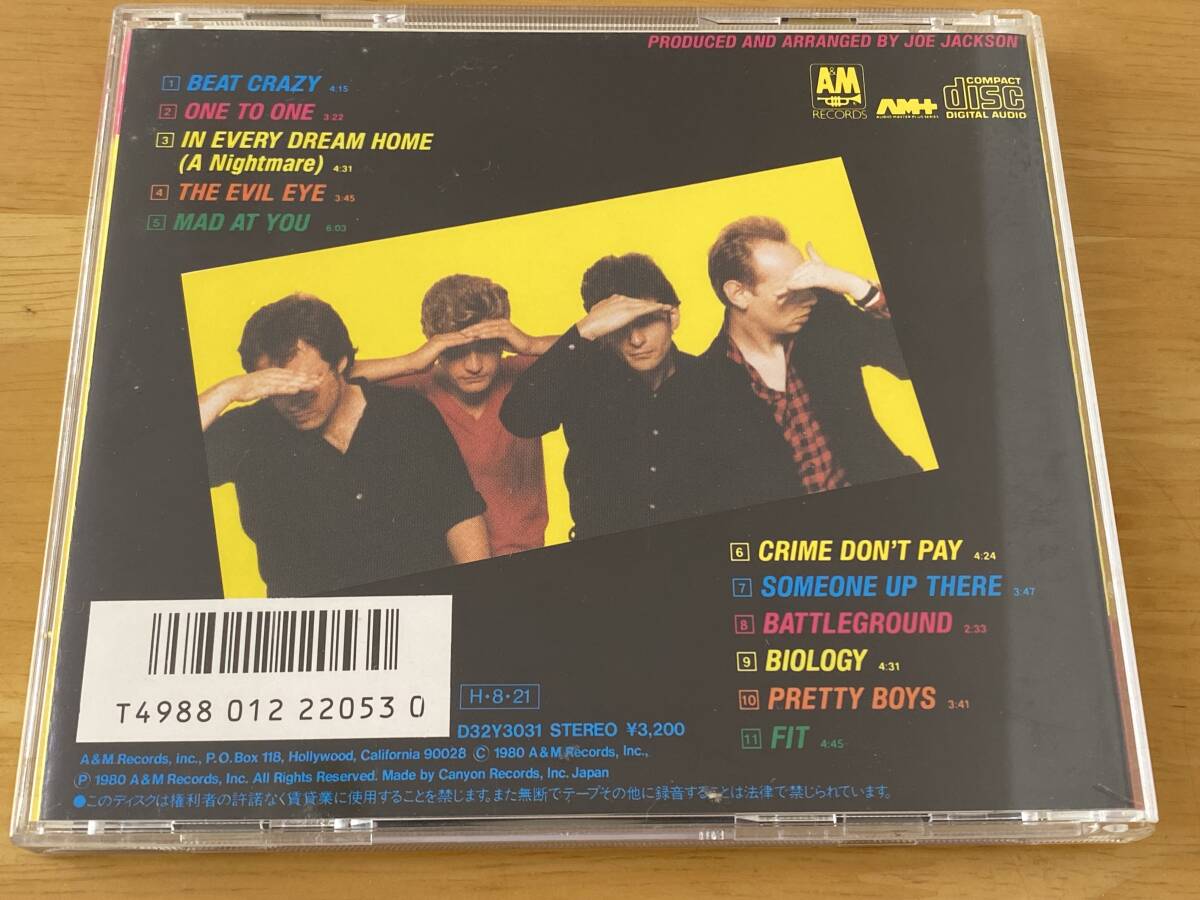 PRODUCED AND ARRANGED BY JOE JACKSON
A&M
RECORDS
AM+
AUDIO MASTER PLUS SERIES
COMPACT
disc
DIGITAL AUDIO
1 BEAT CRAZY 4:15
2 ONE TO ONE 3:22
3 IN EVERY DREAM HOME
(A Nightmare) 4:31
4 THE EVIL EYE 3:45
5 MAD AT YOU 6:03
6 CRIME DON'T PAY 4:24
7 SOMEONE UP THERE 3:47
8 BATTLEGROUND 2:33
9 BIOLOGY 4:31
10 PRETTY BOYS 3:41
11 FIT 4:45
T4988 012 22053 0
H・8・21
D32Y3031 STEREO ¥3,200
A&M Records, inc., P.O. Box 118, Hollywood, California 90028 Ⓒ 1980 A&M Records, Inc.,
Ⓟ 1980 A&M Records, Inc. All Rights Reserved. Made by Canyon Records, Inc. Japan
●このディスクは権利者の許諾なく賃貸業に使用することを禁じます。また無断でテープその他に録音することは法律で禁じられています。